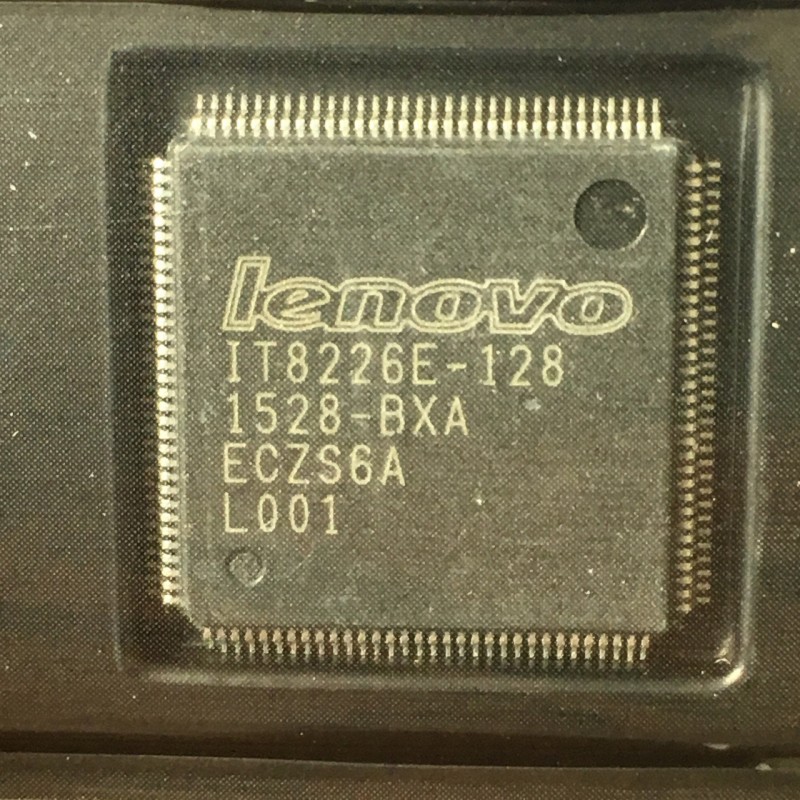 lenovo
IT8226E-128
1528-BXA
ECZS6A
L001